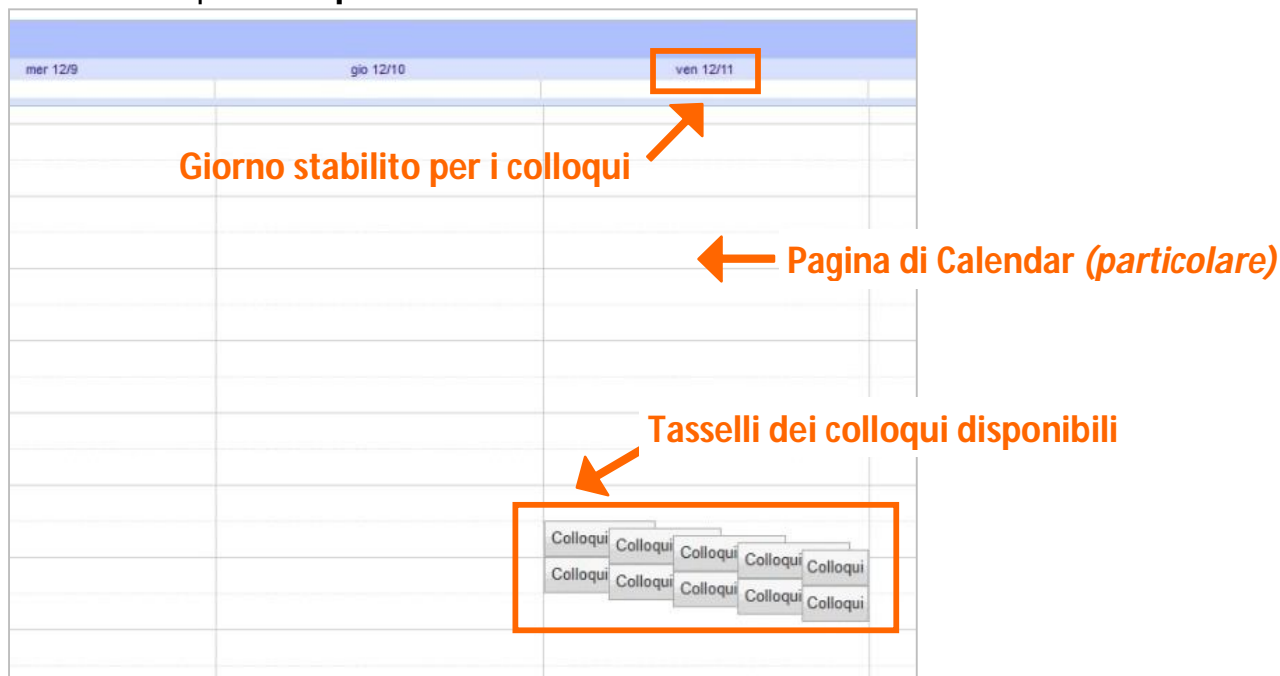 mer 12/9 gio 12/10 ven 12/11
Giorno stabilito per i colloqui
Pagina di Calendar (particolare)
Tasselli dei colloqui disponibili
Colloqui Colloqui Colloqui Colloqui Colloqui
Colloqui Colloqui Colloqui Colloqui Colloqui